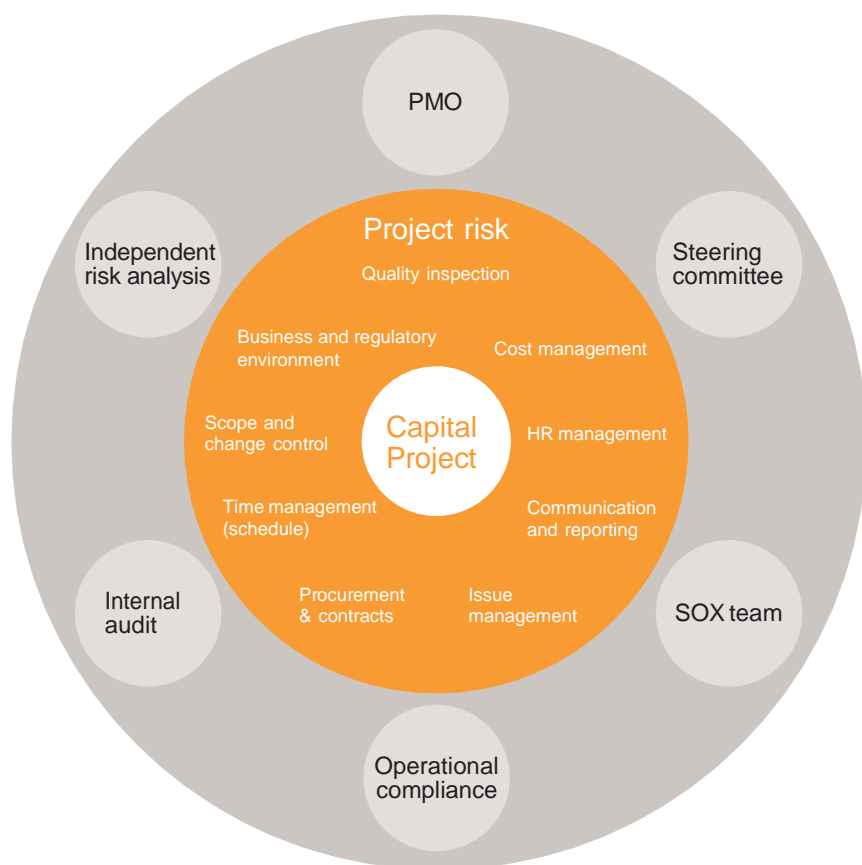 PMO
Independent
risk analysis
Steering
committee
Project risk
Quality inspection
Business and regulatory
environment
Cost management
Scope and
change control
Capital
Project
HR management
Time management
(schedule)
Communication
and reporting
Procurement
& contracts
Issue
management
Internal
audit
SOX team
Operational
compliance